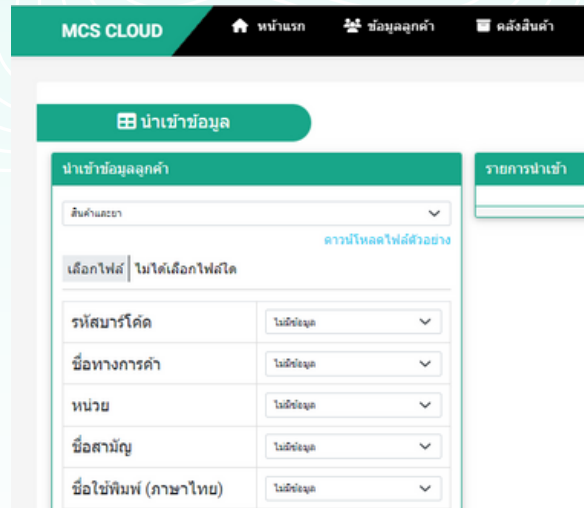 MCS CLOUD หน้าแรก ข้อมูลลูกค้า คลังสินค้า
นำเข้าข้อมูล
นำเข้าข้อมูลลูกค้า
รายการนำเข้า
สินค้าและยา
ดาวน์โหลดไฟล์ตัวอย่าง
เลือกไฟล์ ไม่ได้เลือกไฟล์ใด
รหัสบาร์โค้ด ไม่มีข้อมูล
ชื่อทางการค้า ไม่มีข้อมูล
หน่วย ไม่มีข้อมูล
ชื่อสามัญ ไม่มีข้อมูล
ชื่อใช้พิมพ์ (ภาษาไทย) ไม่มีข้อมูล